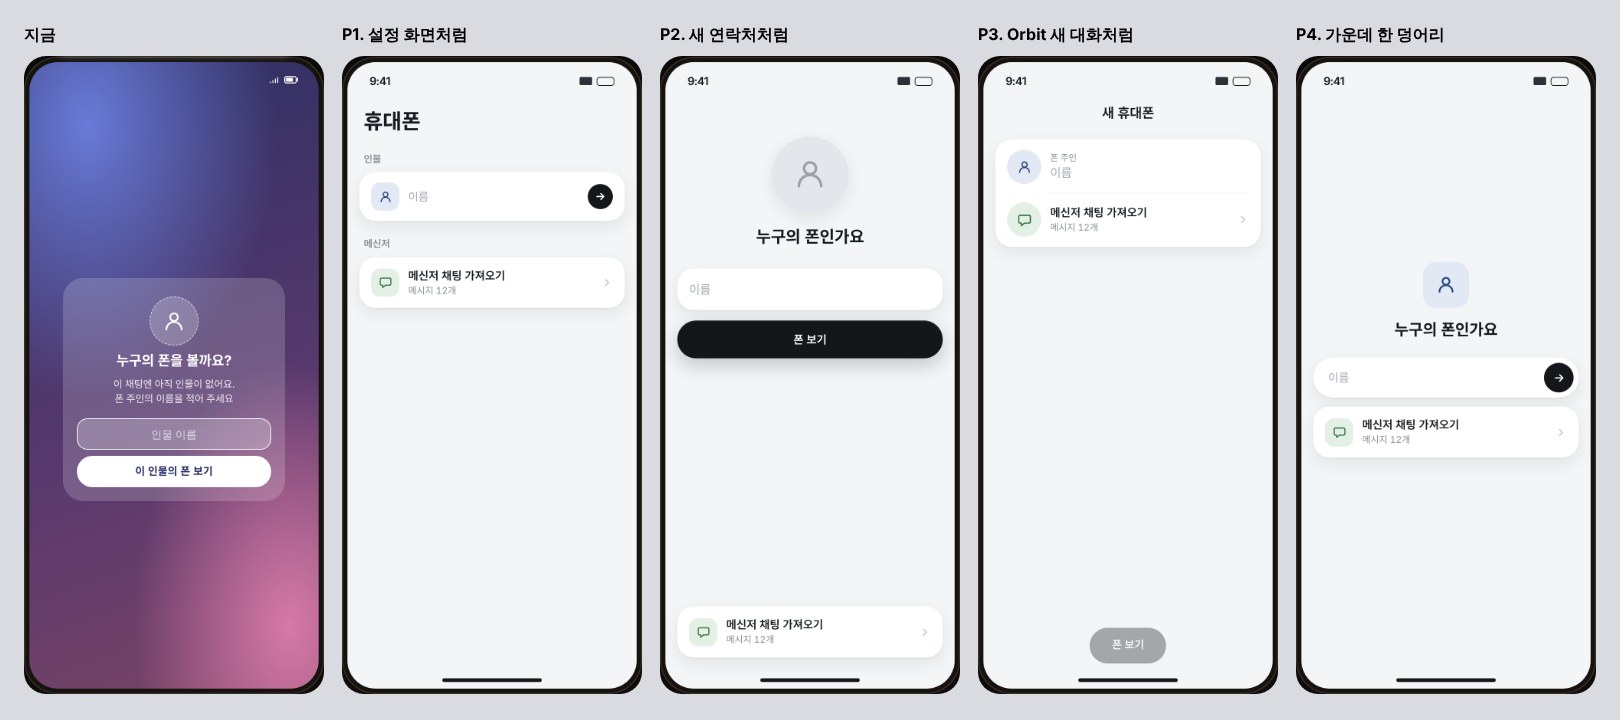 지금
누구의 폰을 볼까요?
이 채팅엔 아직 인물이 없어요.
폰 주인의 이름을 적어 주세요
인물 이름
이 인물의 폰 보기
P1. 설정 화면처럼
9:41
휴대폰
인물
이름
메신저
메신저 채팅 가져오기
메시지 12개
P2. 새 연락처처럼
9:41
누구의 폰인가요
이름
폰 보기
메신저 채팅 가져오기
메시지 12개
P3. Orbit 새 대화처럼
9:41
새 휴대폰
폰 주인
이름
메신저 채팅 가져오기
메시지 12개
폰 보기
P4. 가운데 한 덩어리
9:41
누구의 폰인가요
이름
메신저 채팅 가져오기
메시지 12개